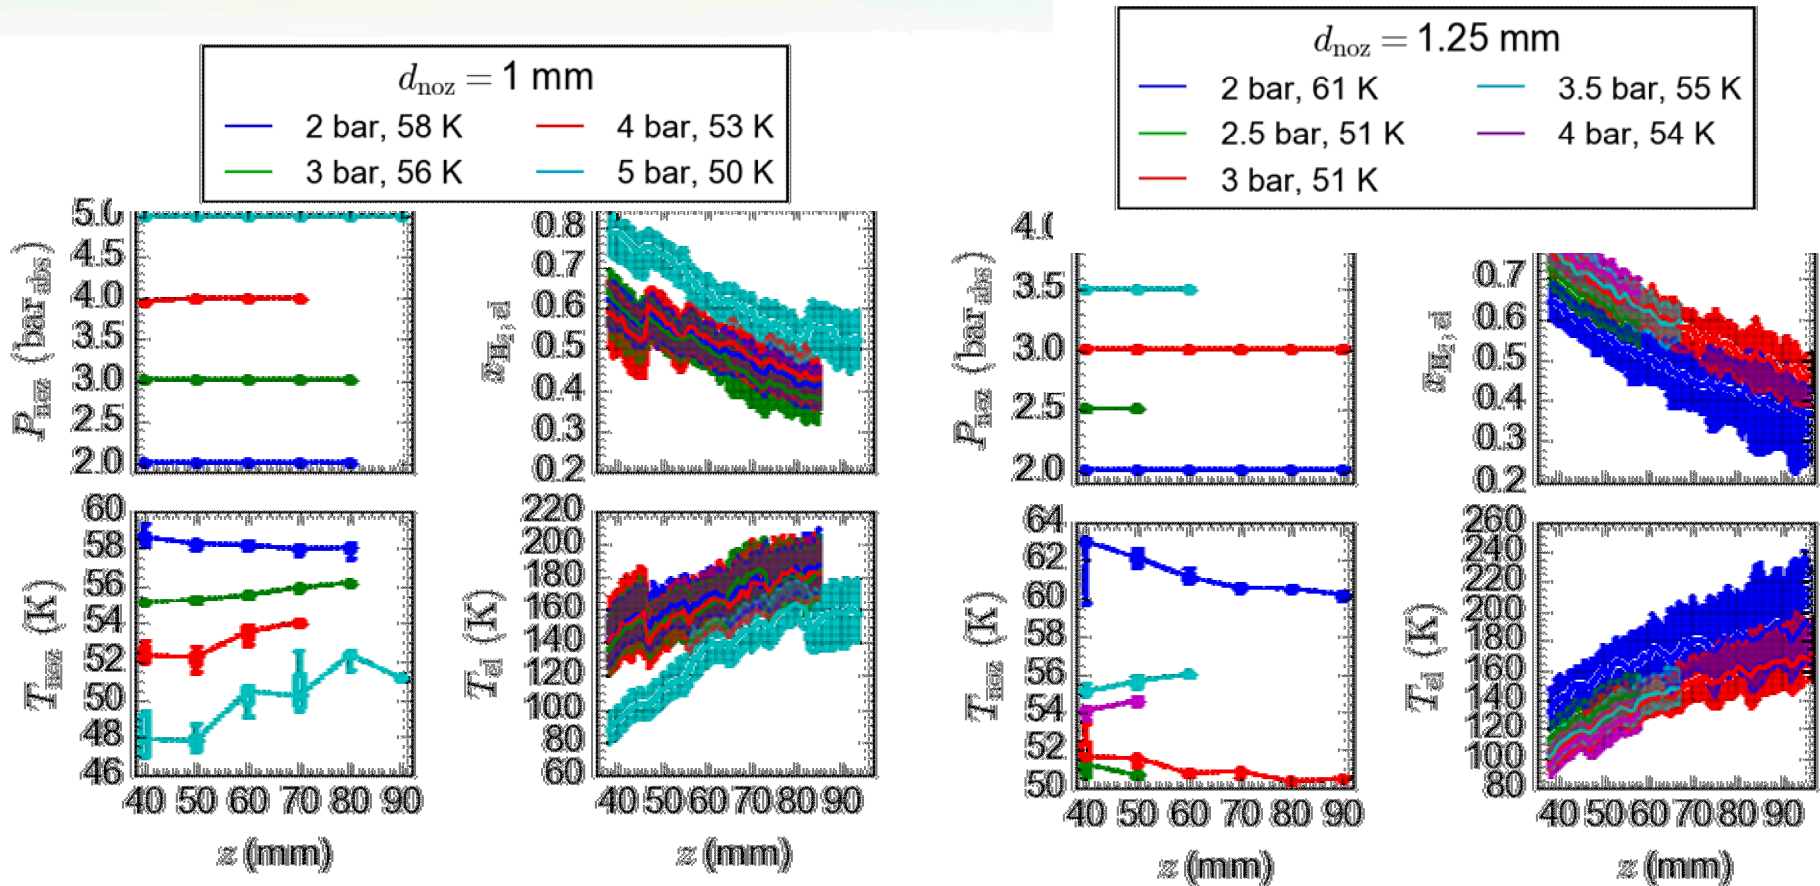 d_noz = 1 mm
2 bar, 58 K
4 bar, 53 K
3 bar, 56 K
5 bar, 50 K
d_noz = 1.25 mm
2 bar, 61 K
3.5 bar, 55 K
2.5 bar, 51 K
4 bar, 54 K
3 bar, 51 K
P_noz (bar_abs)
5.0
4.5
4.0
3.5
3.0
2.5
2.0
x̄_H₂,cl
0.8
0.7
0.6
0.5
0.4
0.3
0.2
P_noz (bar_abs)
4.0
3.5
3.0
2.5
2.0
x̄_H₂,cl
0.7
0.6
0.5
0.4
0.3
0.2
T_noz (K)
60
58
56
54
52
50
48
46
40 50 60 70 80 90
z (mm)
T_cl (K)
220
200
180
160
140
120
100
80
60
40 50 60 70 80 90
z (mm)
T_noz (K)
64
62
60
58
56
54
52
50
40 50 60 70 80 90
z (mm)
T_cl (K)
260
240
220
200
180
160
140
120
100
80
40 50 60 70 80 90
z (mm)